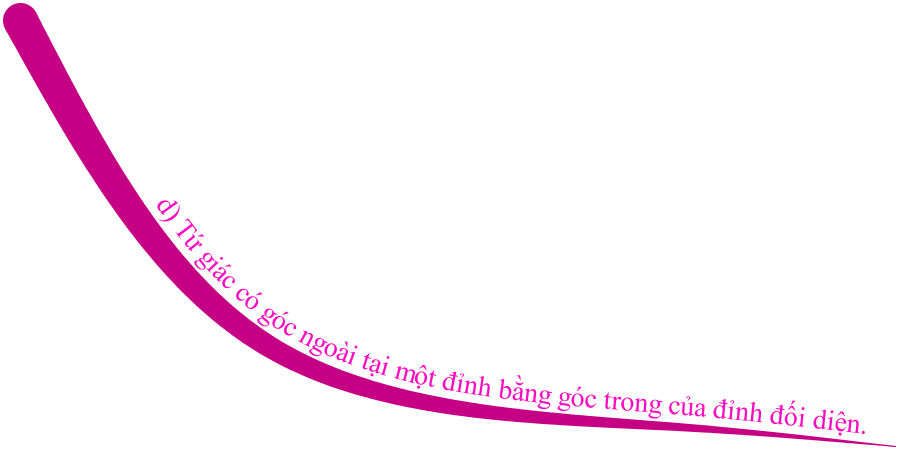 d) Tứ giác có góc ngoài tại một đỉnh bằng góc trong của đỉnh đối diện.